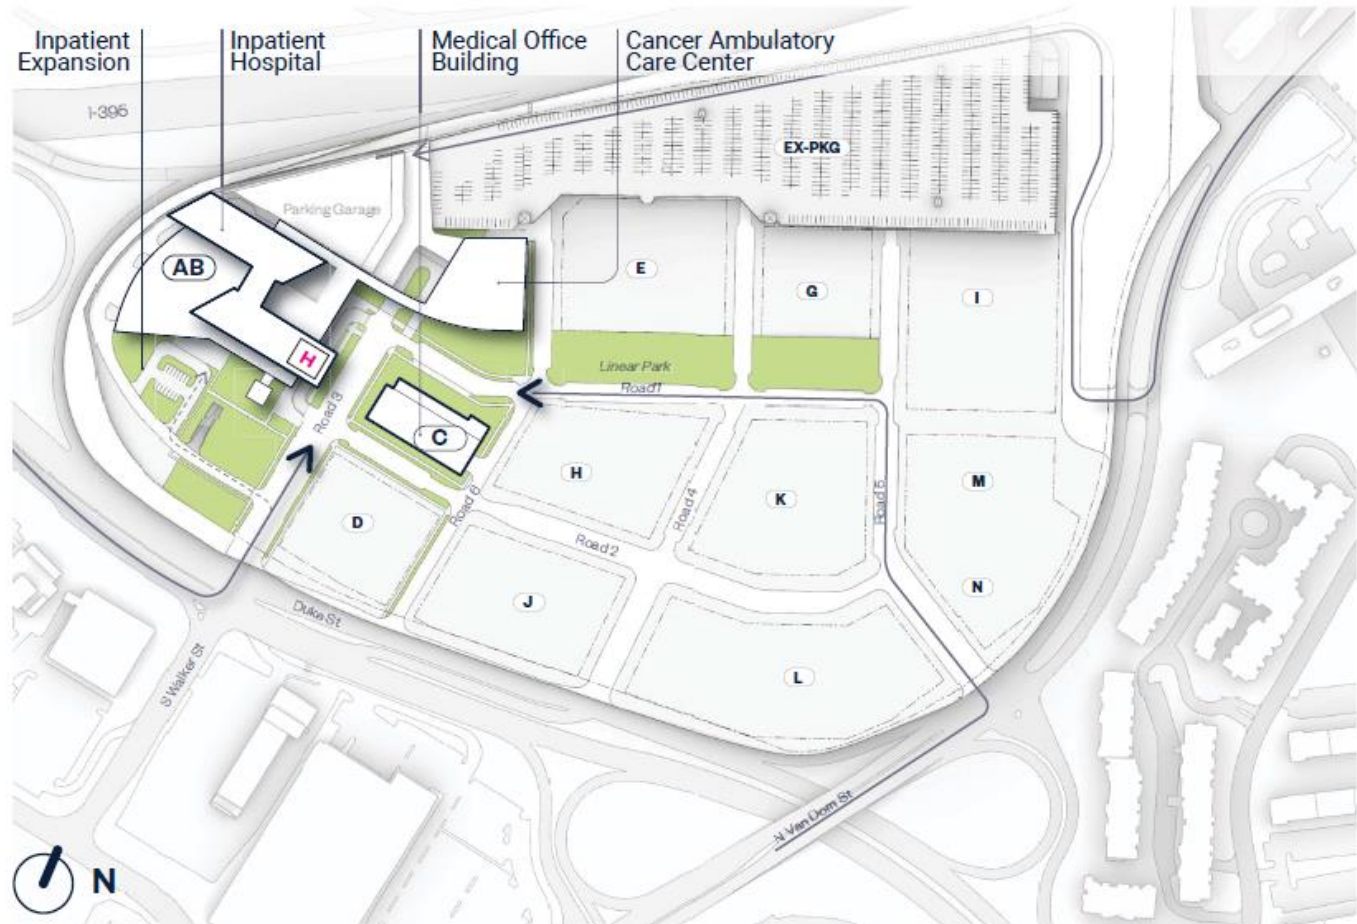 Inpatient
Expansion
Inpatient
Hospital
Medical Office
Building
Cancer Ambulatory
Care Center
I-395
EX-PKG
Parking Garage
AB
E
G
I
H
Linear Park
Road 1
Road 3
C
H
K
M
D
Road 6
Road 4
Road 5
Road 2
N
J
Duke St
L
S Walker St
N Van Dorn St
N